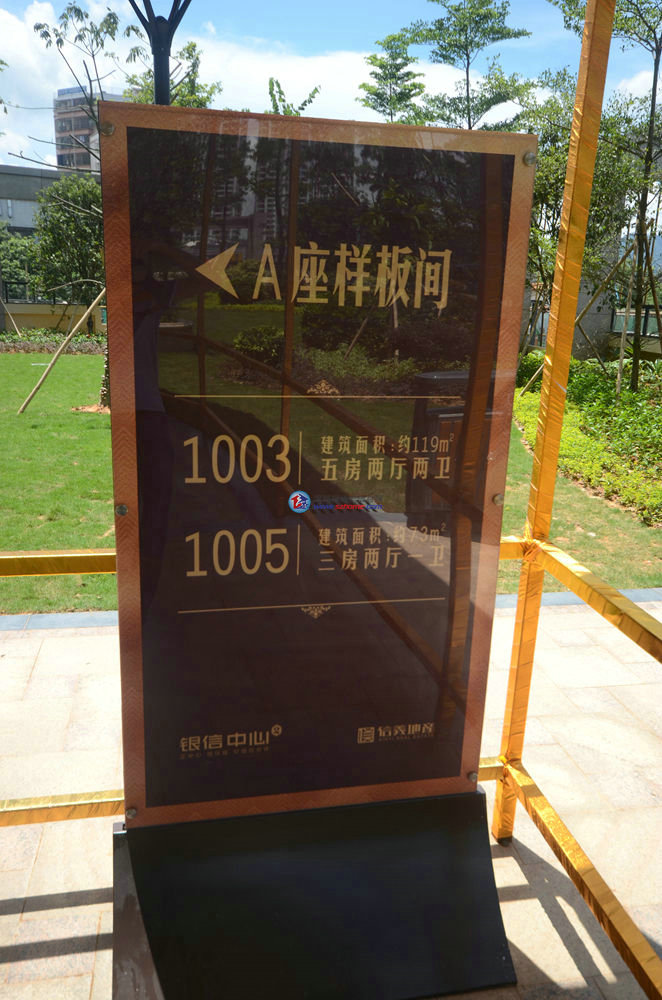 A座样板间
1003
建筑面积:约119m²
五房两厅两卫
1005
建筑面积:约73m²
三房两厅一卫
银信中心
信義地产